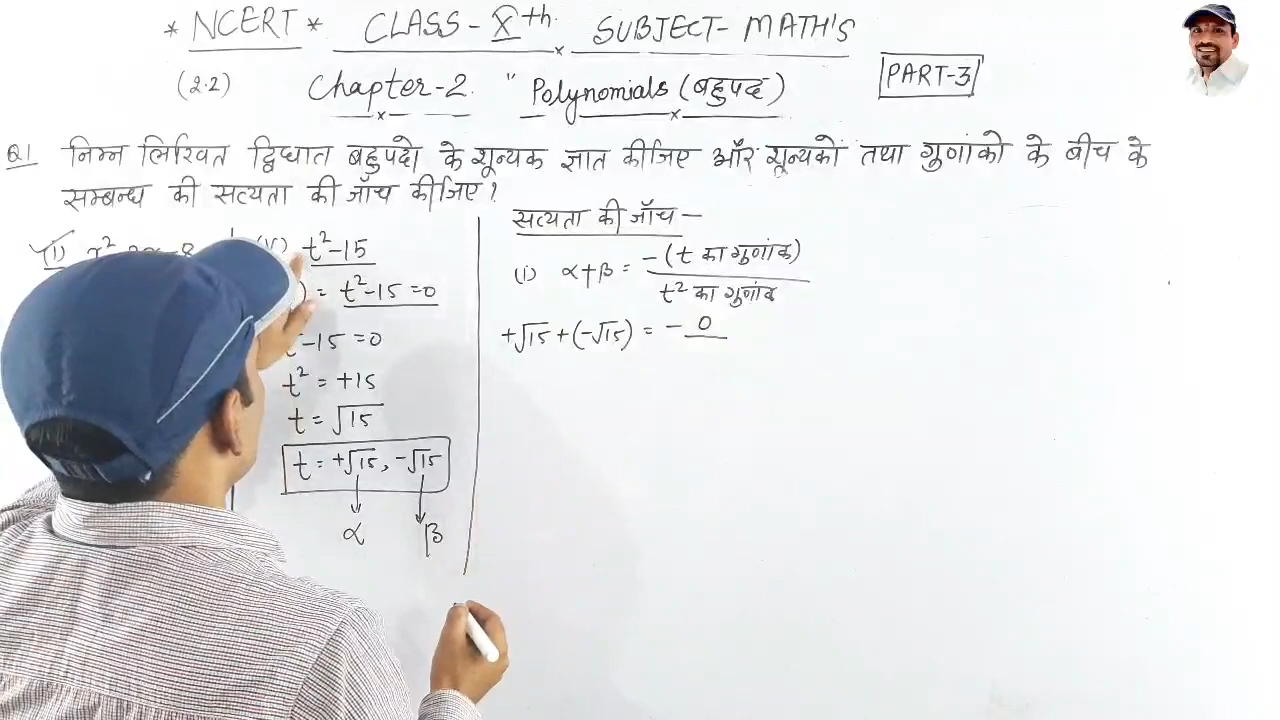 * NCERT * CLASS - Xth. SUBJECT - MATH'S
(2.2) Chapter-2. " Polynomials (बहुपद) PART-3
Q1 निम्न लिखित द्विघात बहुपदो के शून्यक ज्ञात कीजिए और शून्यकों तथा गुणांको के बीच के
सम्बन्ध की सत्यता की जाँच कीजिए।
(i)
t²-15
= t²-15 = 0
-15 = 0
t² = +15
t = √15
t = +√15, -√15
α β
सत्यता की जाँच —
(i) α+β = -(t का गुणांक) / t² का गुणांक
+√15 + (-√15) = - 0